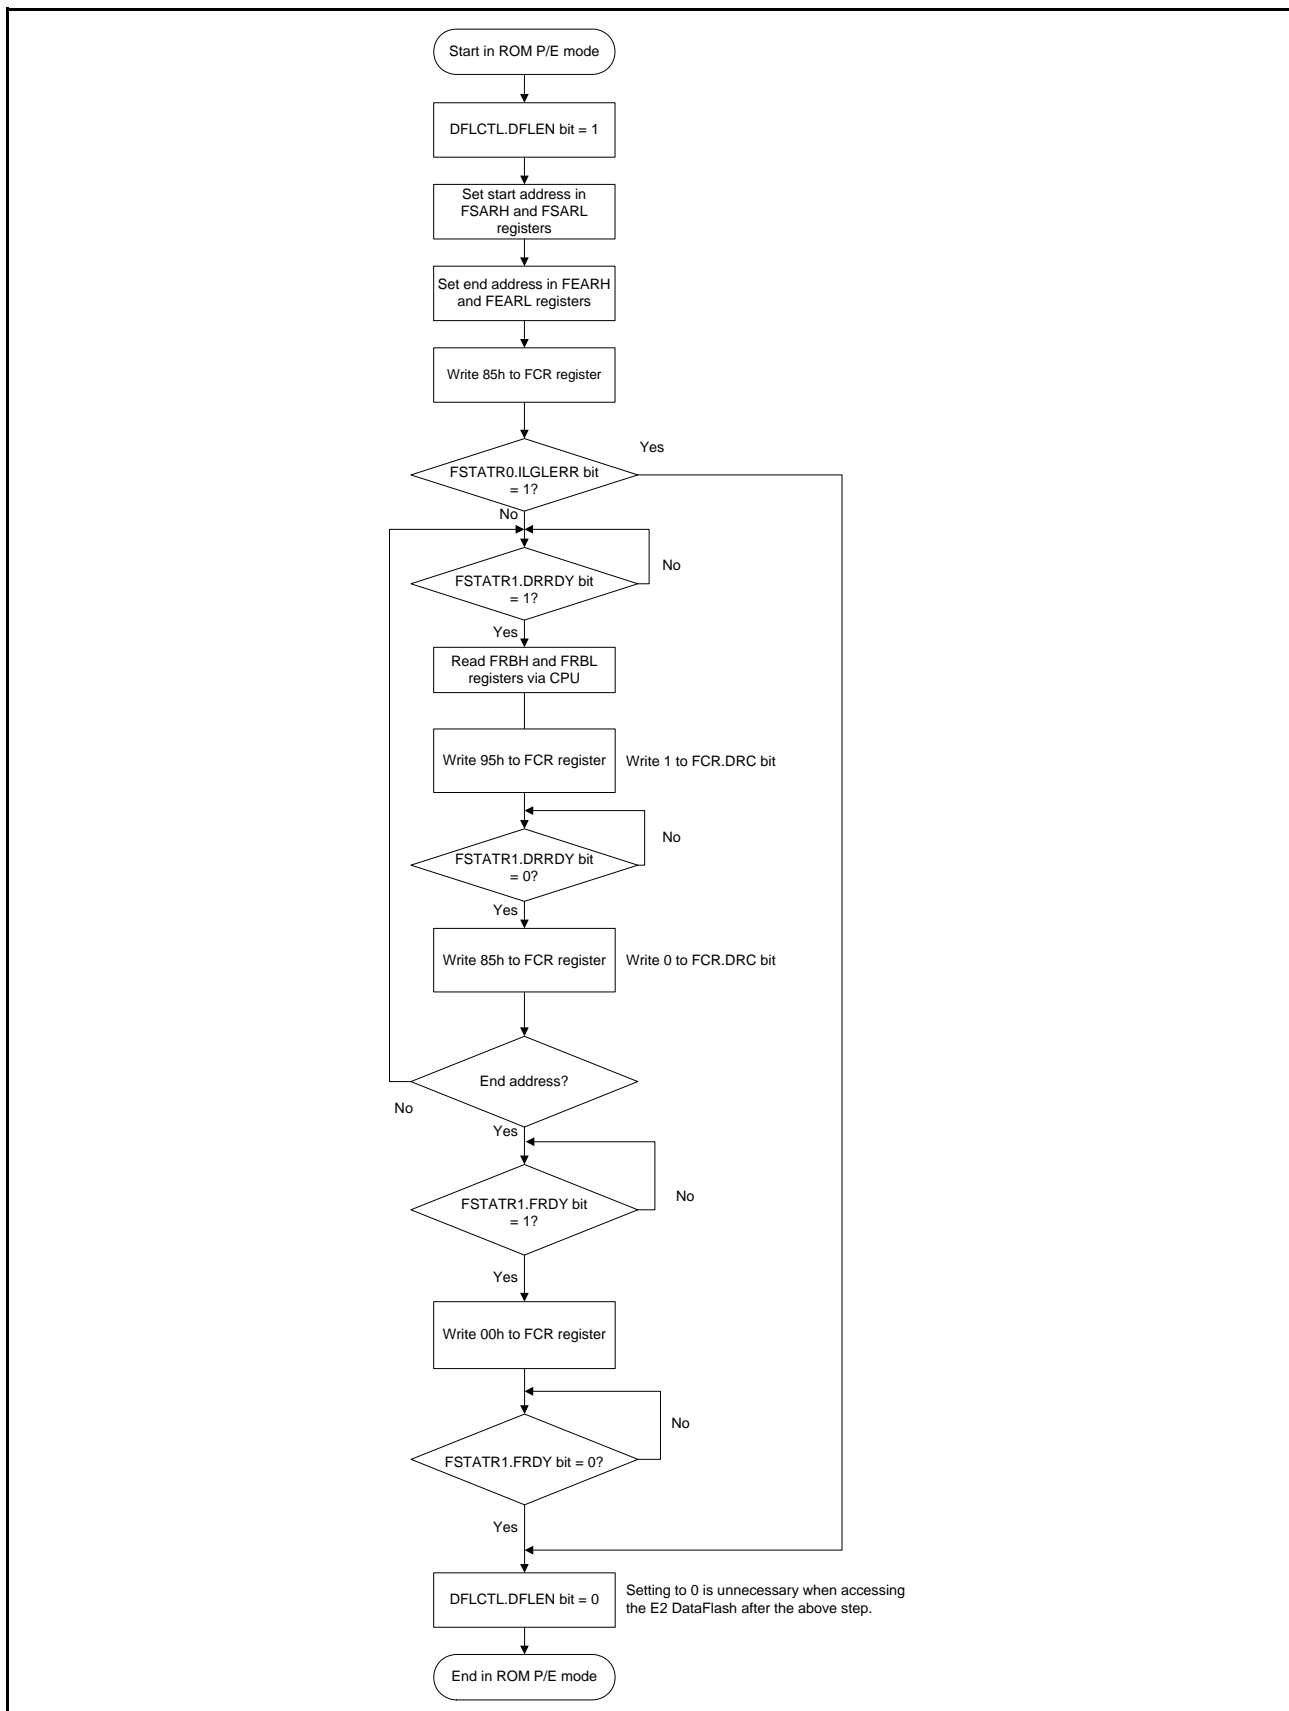 Start in ROM P/E mode
DFLCTL.DFLEN bit = 1
Set start address in
FSARH and FSARL
registers
Set end address in FEARH
and FEARL registers
Write 85h to FCR register
Yes
FSTATR0.ILGLERR bit
= 1?
No
No
FSTATR1.DRRDY bit
= 1?
Yes
Read FRBH and FRBL
registers via CPU
Write 95h to FCR register
Write 1 to FCR.DRC bit
No
FSTATR1.DRRDY bit
= 0?
Yes
Write 85h to FCR register
Write 0 to FCR.DRC bit
End address?
No
Yes
No
FSTATR1.FRDY bit
= 1?
Yes
Write 00h to FCR register
No
FSTATR1.FRDY bit = 0?
Yes
DFLCTL.DFLEN bit = 0
Setting to 0 is unnecessary when accessing
the E2 DataFlash after the above step.
End in ROM P/E mode